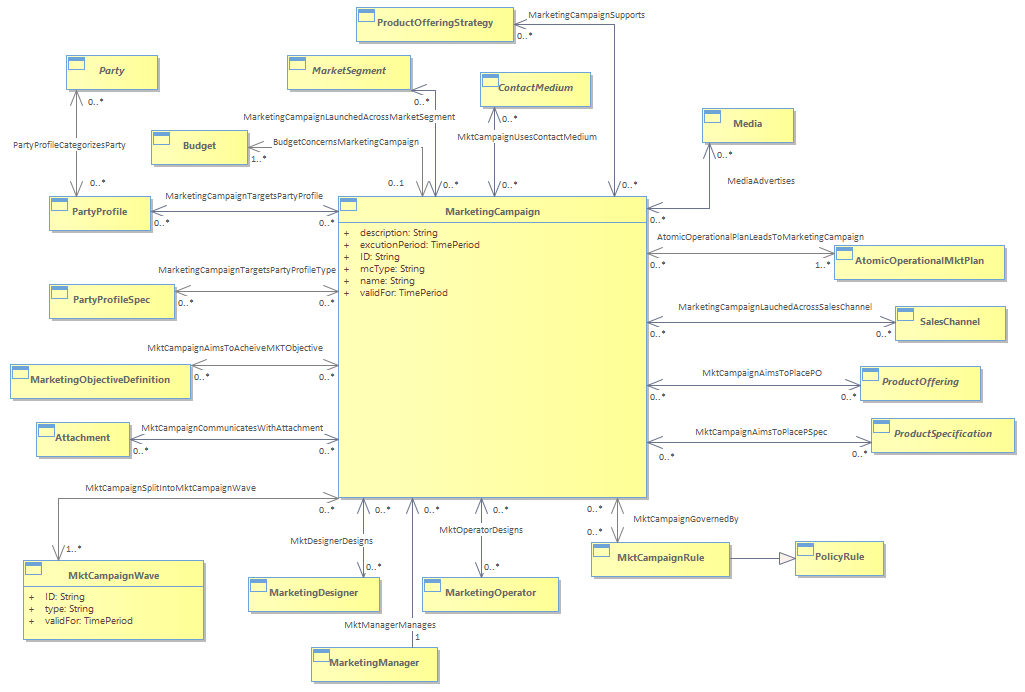 ProductOfferingStrategy
MarketingCampaignSupports
0..*
Party
0..*
MarketSegment
0..*
ContactMedium
0..*
Media
0..*
MarketingCampaignLaunchedAcrossMarketSegment
MktCampaignUsesContactMedium
PartyProfileCategorizesParty
Budget
1..*
BudgetConcernsMarketingCampaign
MediaAdvertises
0..*
0..1
0..*
0..*
0..*
0..*
PartyProfile
0..*
MarketingCampaignTargetsPartyProfile
0..*
MarketingCampaign
+ description: String
+ excutionPeriod: TimePeriod
+ ID: String
+ mcType: String
+ name: String
+ validFor: TimePeriod
AtomicOperationalPlanLeadsToMarketingCampaign
0..*
1..*
AtomicOperationalMktPlan
MarketingCampaignTargetsPartyProfileType
PartyProfileSpec
0..*
0..*
MarketingCampaignLauchedAcrossSalesChannel
SalesChannel
0..*
0..*
MktCampaignAimsToAcheiveMKTObjective
MarketingObjectiveDefinition
0..*
0..*
MktCampaignAimsToPlacePO
ProductOffering
0..*
0..*
MktCampaignCommunicatesWithAttachment
Attachment
0..*
0..*
MktCampaignAimsToPlacePSpec
ProductSpecification
0..*
0..*
MktCampaignSplitIntoMktCampaignWave
0..*
1..*
0..*
0..*
0..*
0..*
MktCampaignGovernedBy
0..*
MktDesignerDesigns
0..*
MktOperatorDesigns
0..*
MktCampaignRule
PolicyRule
MktCampaignWave
+ ID: String
+ type: String
+ validFor: TimePeriod
MarketingDesigner
MarketingOperator
MktManagerManages
1
MarketingManager